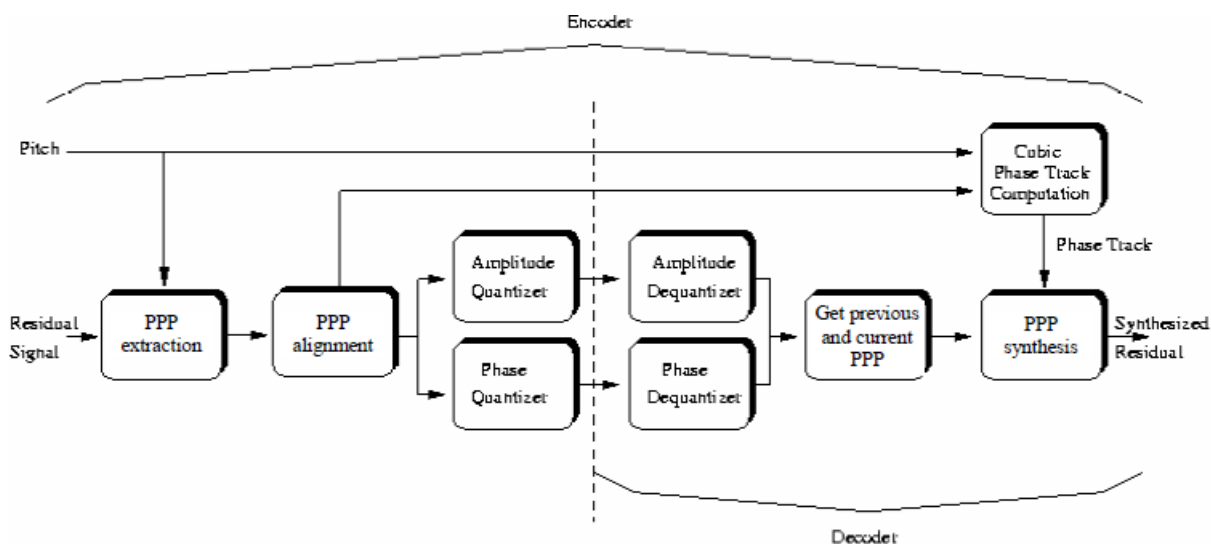 Encoder
Pitch
Cubic
Phase Track
Computation
Phase Track
Amplitude
Quantizer
Amplitude
Dequantizer
Residual
Signal
PPP
extraction
PPP
alignment
Get previous
and current
PPP
PPP
synthesis
Synthesized
Residual
Phase
Quantizer
Phase
Dequantizer
Decoder